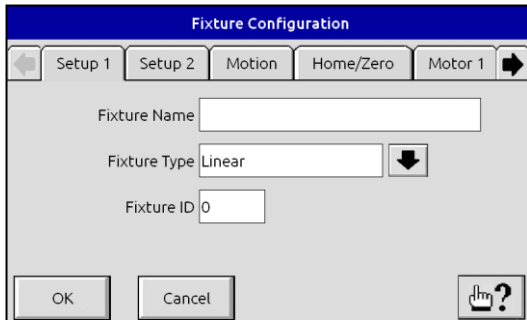 Fixture Configuration
Setup 1 Setup 2 Motion Home/Zero Motor 1
Fixture Name
Fixture Type Linear
Fixture ID 0
OK Cancel ?